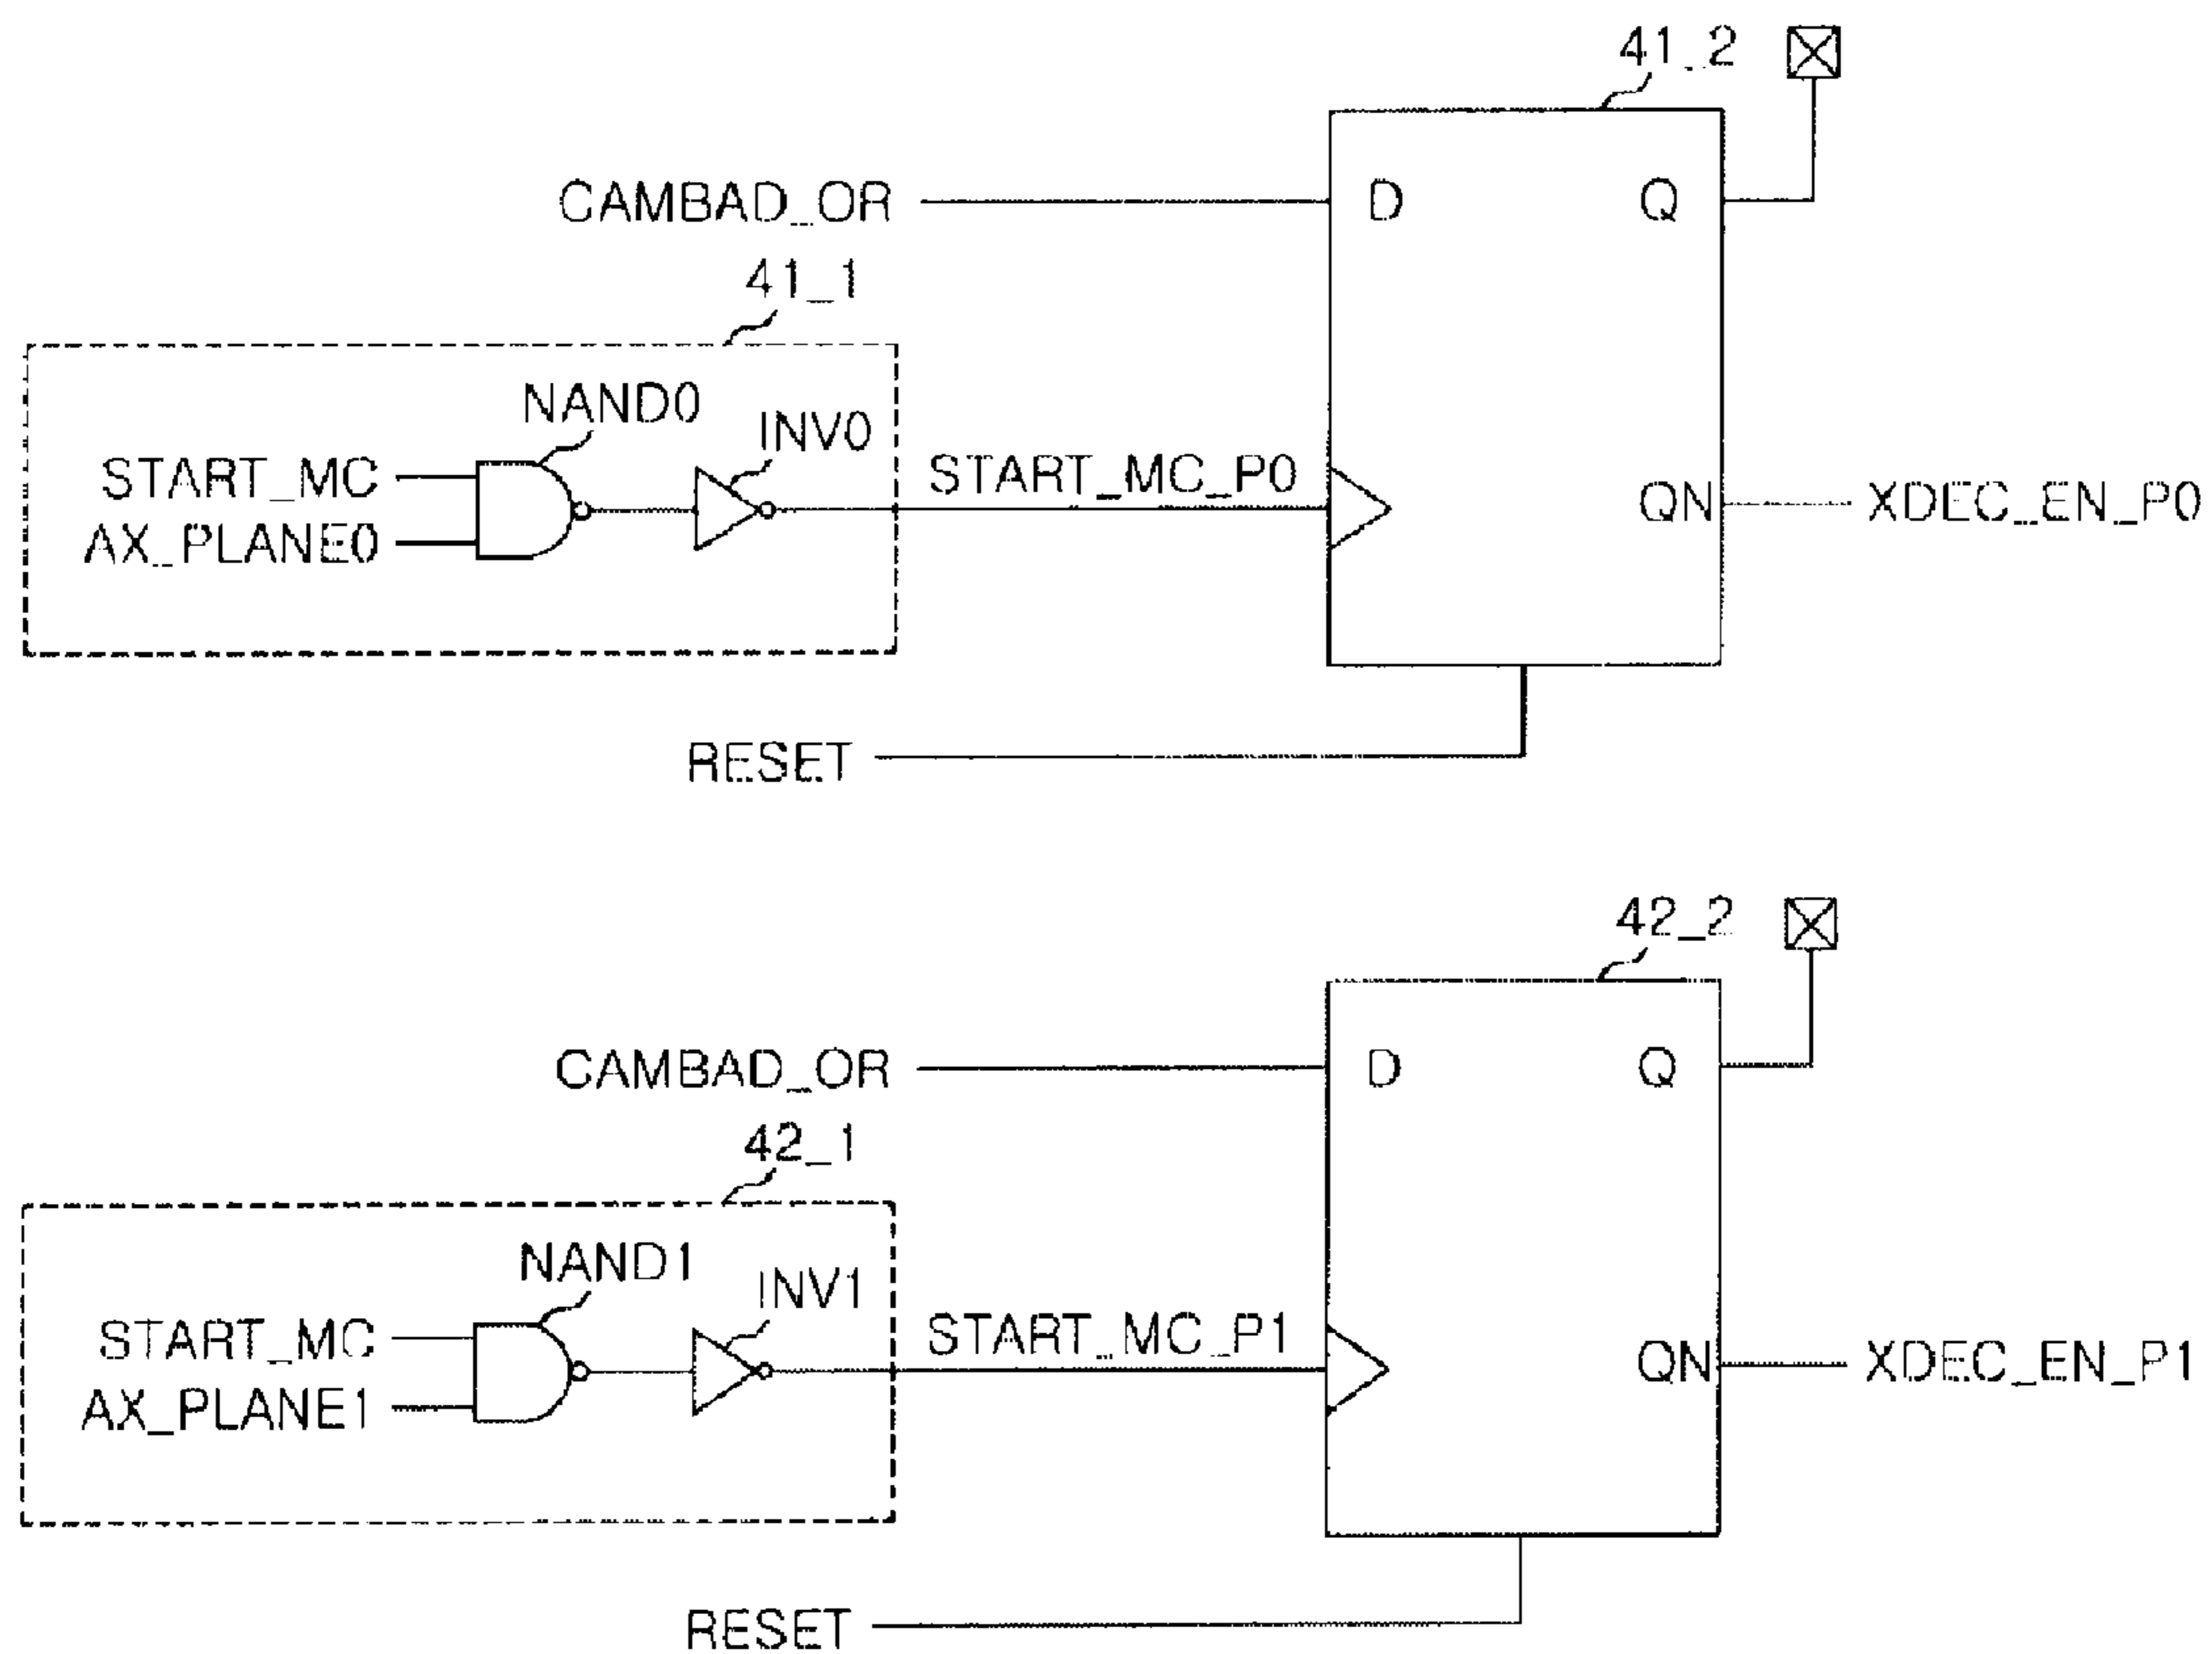 41_2
CAMBAD_OR
D
Q
41_1
NAND0
INV0
START_MC
START_MC_P0
AX_PLANE0
QN
XDEC_EN_P0
RESET
42_2
CAMBAD_OR
D
Q
42_1
NAND1
INV1
START_MC
START_MC_P1
AX_PLANE1
QN
XDEC_EN_P1
RESET